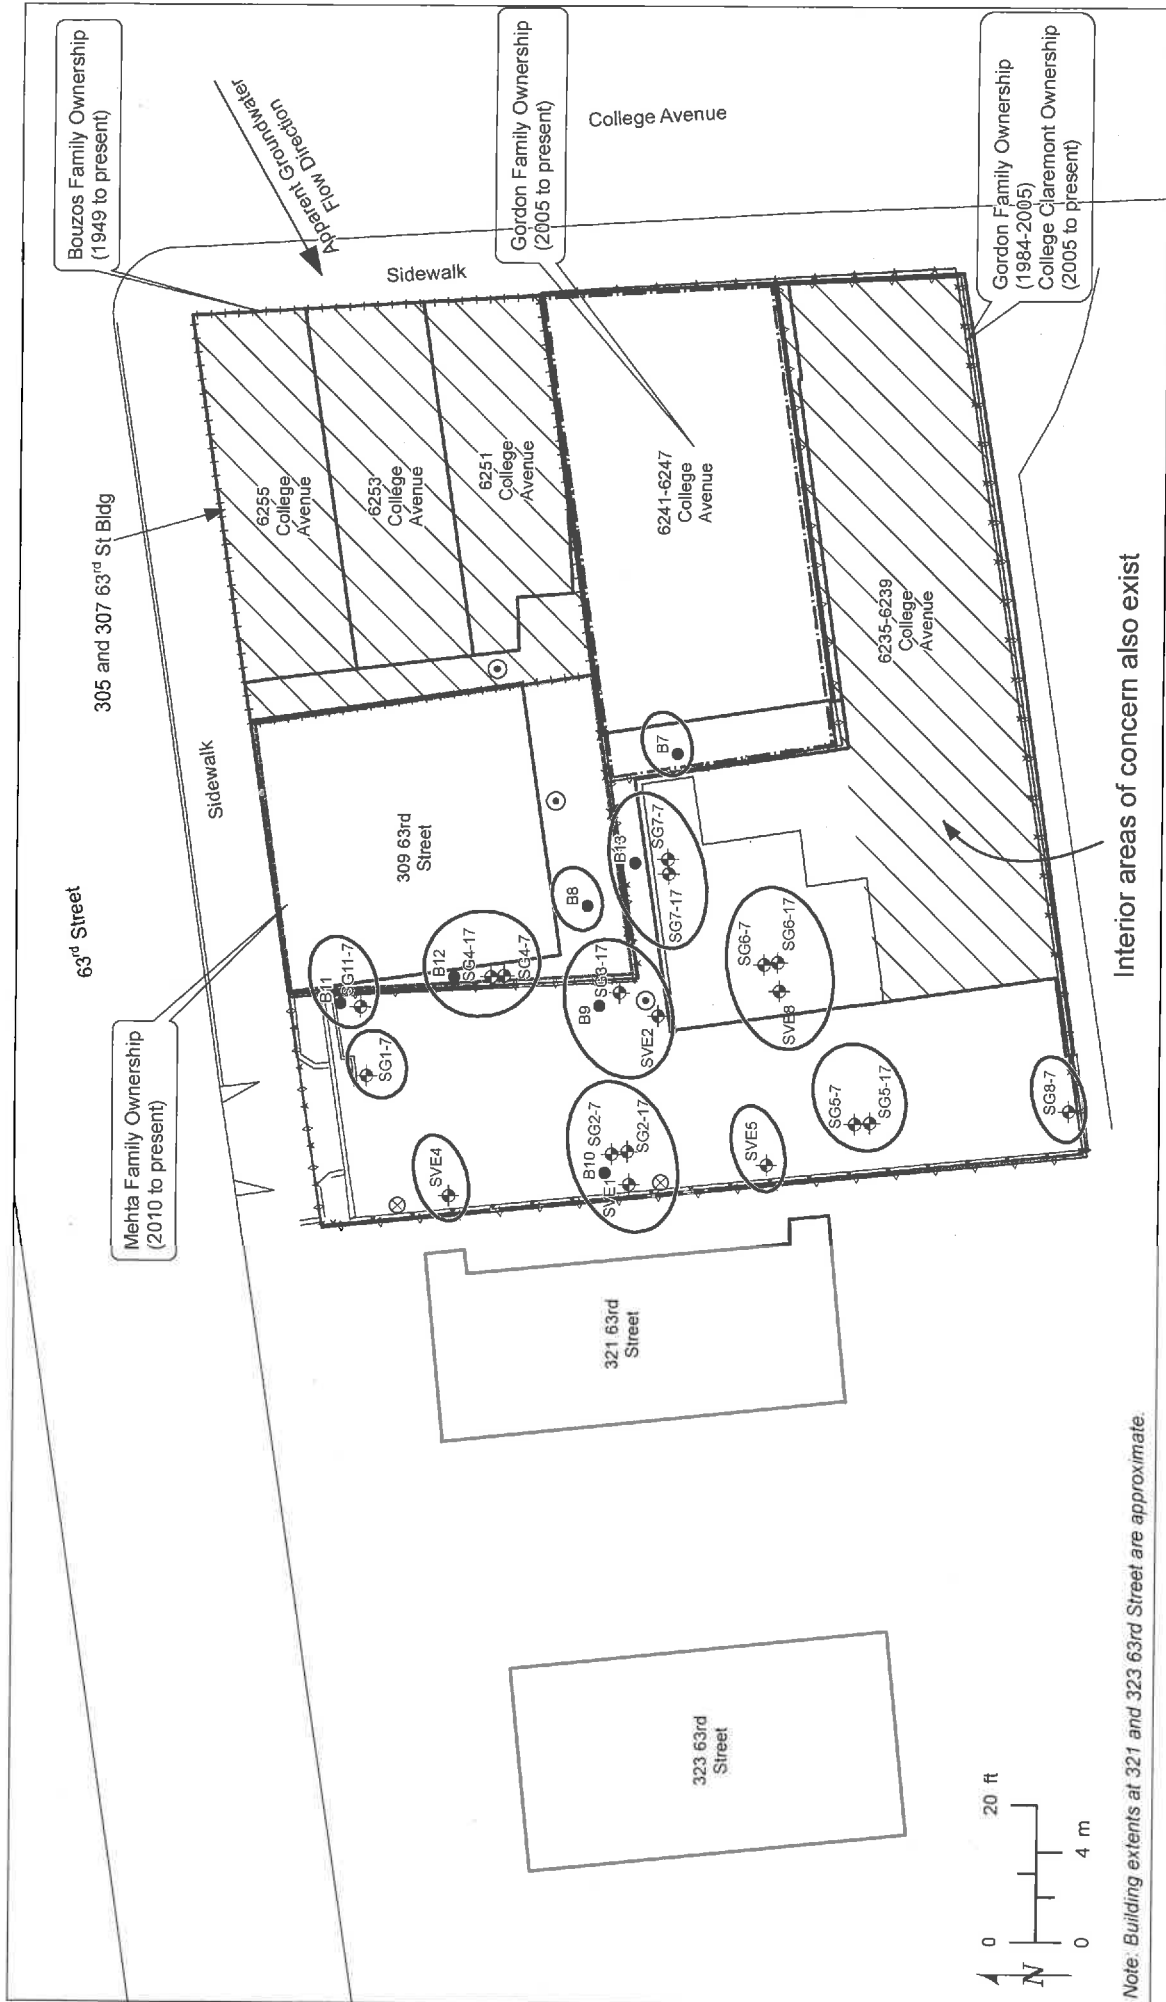 Bouzos Family Ownership
(1949 to present)
Apparent Groundwater
Flow Direction
College Avenue
Gordon Family Ownership
(2005 to present)
Gordon Family Ownership
(1984-2005)
College Claremont Ownership
(2005 to present)
Sidewalk
305 and 307 63rd St Bldg
6255
College
Avenue
6253
College
Avenue
6251
College
Avenue
6241-6247
College
Avenue
6235-6239
College
Avenue
Interior areas of concern also exist
Sidewalk
63rd Street
309 63rd
Street
Mehta Family Ownership
(2010 to present)
B7
B8
B13
SG7-7
SG7-17
B11
SG11-7
B12
SG4-17
SG4-7
B9
SG3-17
SVE2
SG6-7
SG6-17
SVE8
SG1-7
SVE4
B10
SG2-7
SG2-17
SVE1
SVE5
SG5-7
SG5-17
SG8-7
321 63rd
Street
323 63rd
Street
0
20 ft
0
4 m
N
Note: Building extents at 321 and 323 63rd Street are approximate.